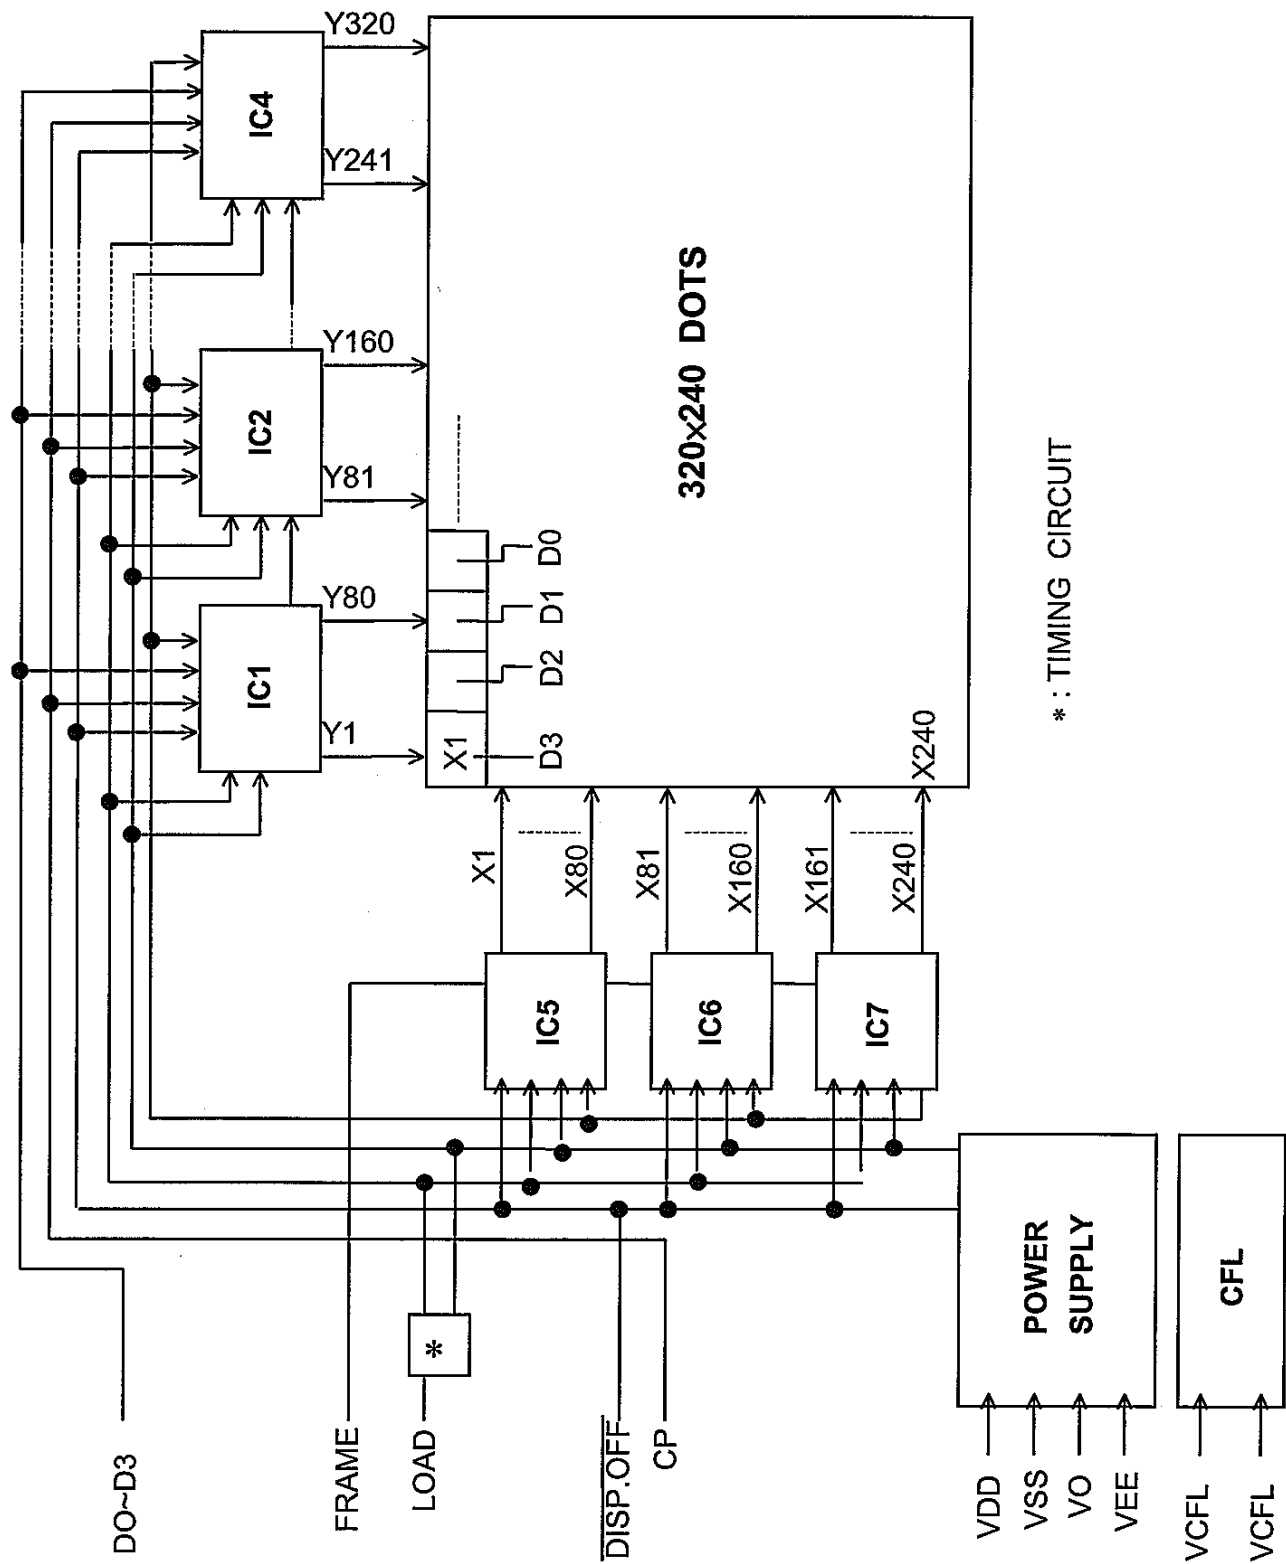 Y320
IC4
Y241
Y160
IC2
Y81
Y80
IC1
Y1
320x240 DOTS
D0
D1
D2
D3
X1
X240
X1
X80
X81
X160
X161
X240
IC5
IC6
IC7
* : TIMING CIRCUIT
DO~D3
FRAME
LOAD
*
DISP.OFF
CP
POWER
SUPPLY
CFL
VDD
VSS
VO
VEE
VCFL
VCFL